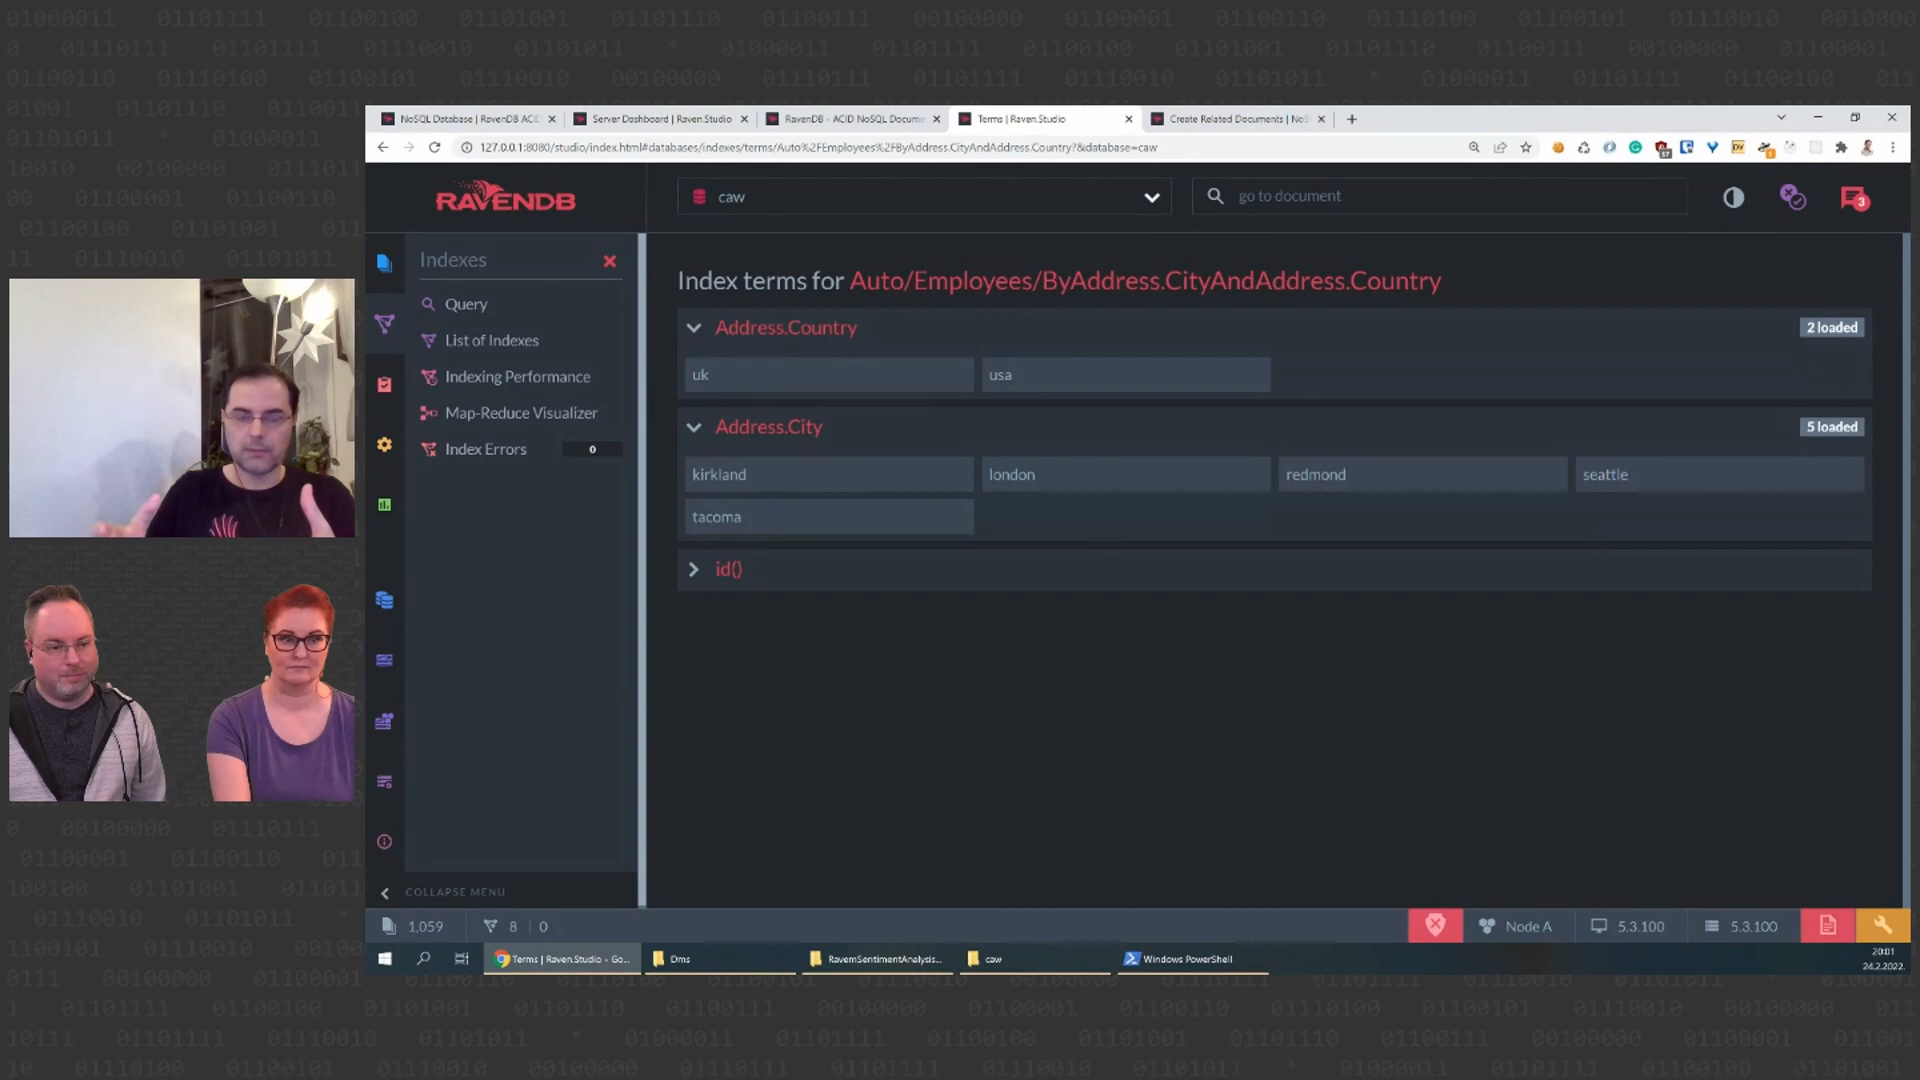 NoSQL Database | RavenDB ACID
Server Dashboard | Raven.Studio
RavenDB - ACID NoSQL Docume
Terms | Raven.Studio
Create Related Documents | NoS
127.0.0.1:8080/studio/index.html#databases/indexes/terms/Auto%2FEmployees%2FByAddress.CityAndAddress.Country?&database=caw
RAVENDB
caw
go to document
3
Indexes
Query
List of Indexes
Indexing Performance
Map-Reduce Visualizer
Index Errors
0
Index terms for Auto/Employees/ByAddress.CityAndAddress.Country
Address.Country
2 loaded
uk
usa
Address.City
5 loaded
kirkland
london
redmond
seattle
tacoma
id()
COLLAPSE MENU
1,059
8 | 0
Node A
5.3.100
5.3.100
Terms | Raven.Studio - Go...
Dms
RavemSentimentAnalysis...
caw
Windows PowerShell
20:01
24.2.2022.